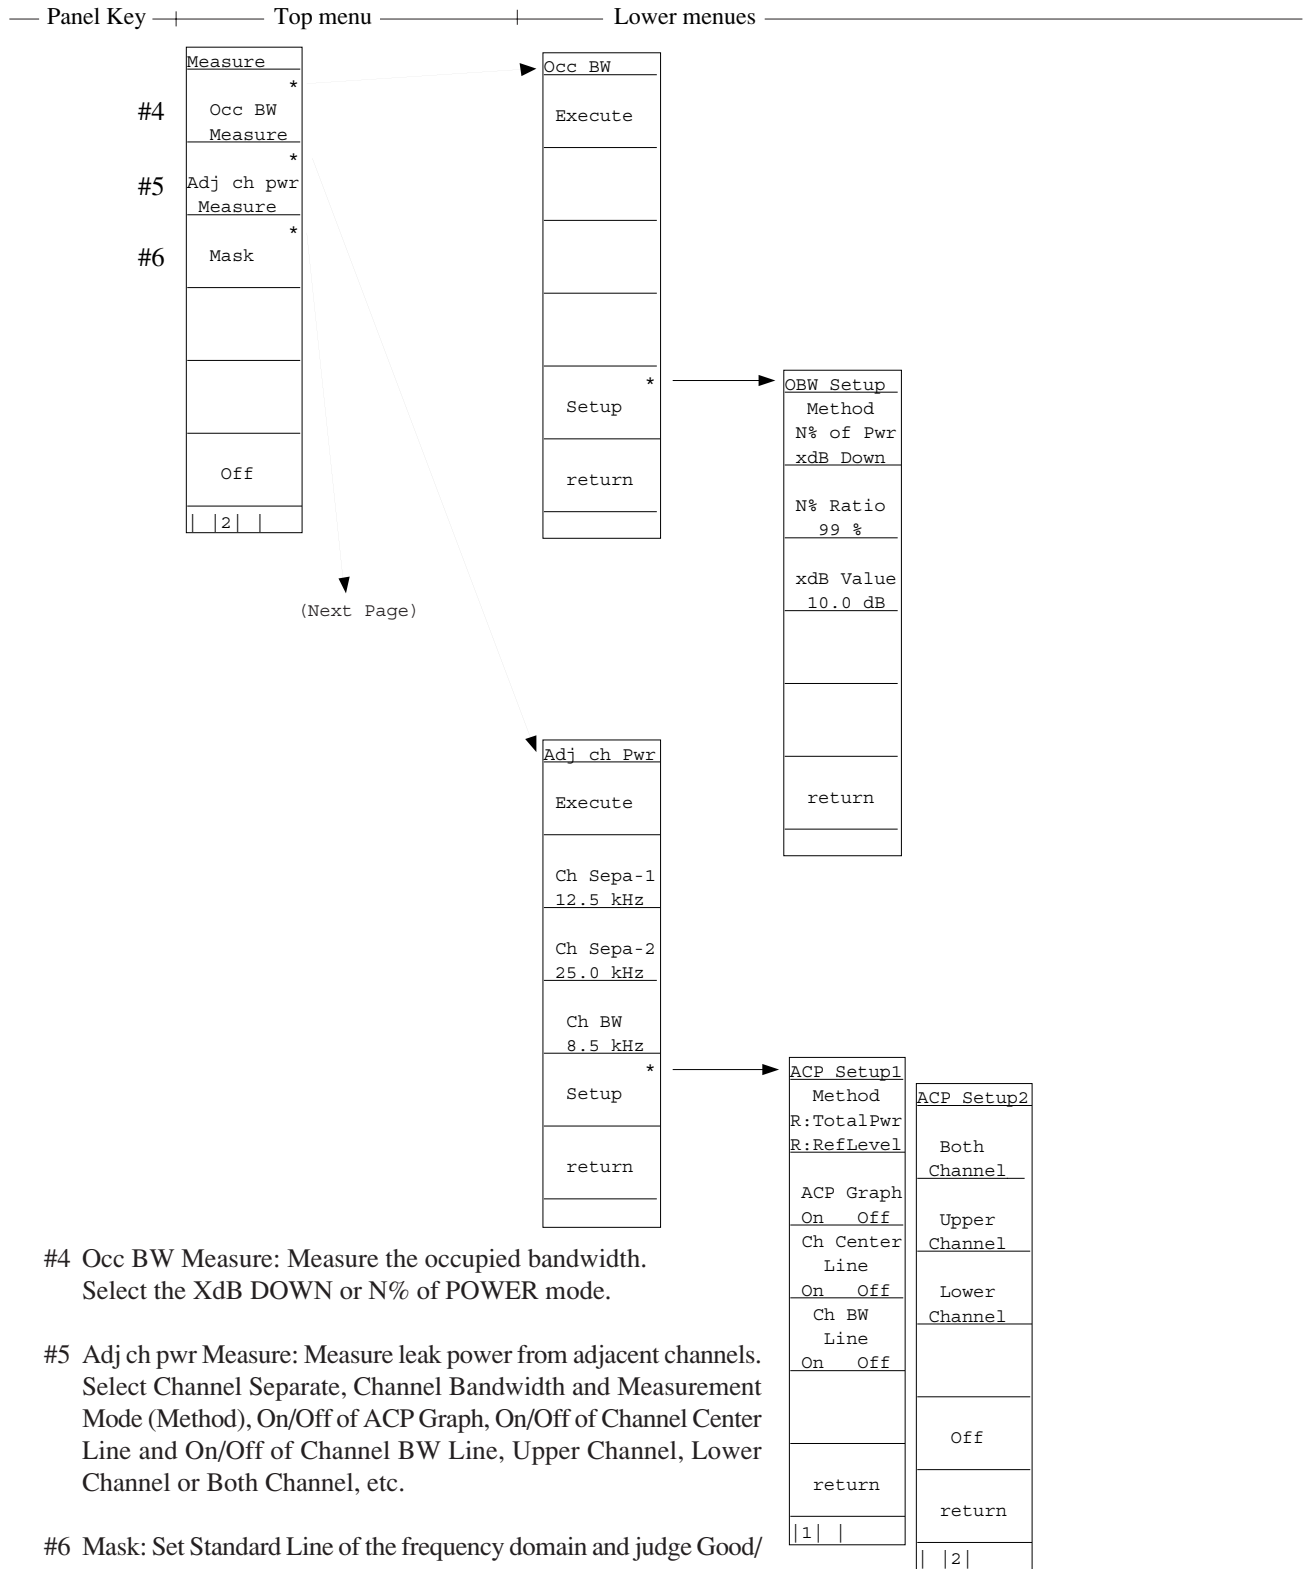 Panel Key
Top menu
Lower menues
Measure
*
#4
Occ BW
Measure
*
#5
Adj ch pwr
Measure
*
#6
Mask
Off
| |2| |
(Next Page)
Occ BW
Execute
*
Setup
return
OBW Setup
Method
N% of Pwr
xdB Down
N% Ratio
99 %
xdB Value
10.0 dB
return
Adj ch Pwr
Execute
Ch Sepa-1
12.5 kHz
Ch Sepa-2
25.0 kHz
Ch BW
8.5 kHz
*
Setup
return
ACP Setup1
Method
R:TotalPwr
R:RefLevel
ACP Graph
On Off
Ch Center
Line
On Off
Ch BW
Line
On Off
return
|1| |
ACP Setup2
Both
Channel
Upper
Channel
Lower
Channel
Off
return
| |2|
#4 Occ BW Measure: Measure the occupied bandwidth.
Select the XdB DOWN or N% of POWER mode.
#5 Adj ch pwr Measure: Measure leak power from adjacent channels.
Select Channel Separate, Channel Bandwidth and Measurement
Mode (Method), On/Off of ACP Graph, On/Off of Channel Center
Line and On/Off of Channel BW Line, Upper Channel, Lower
Channel or Both Channel, etc.
#6 Mask: Set Standard Line of the frequency domain and judge Good/